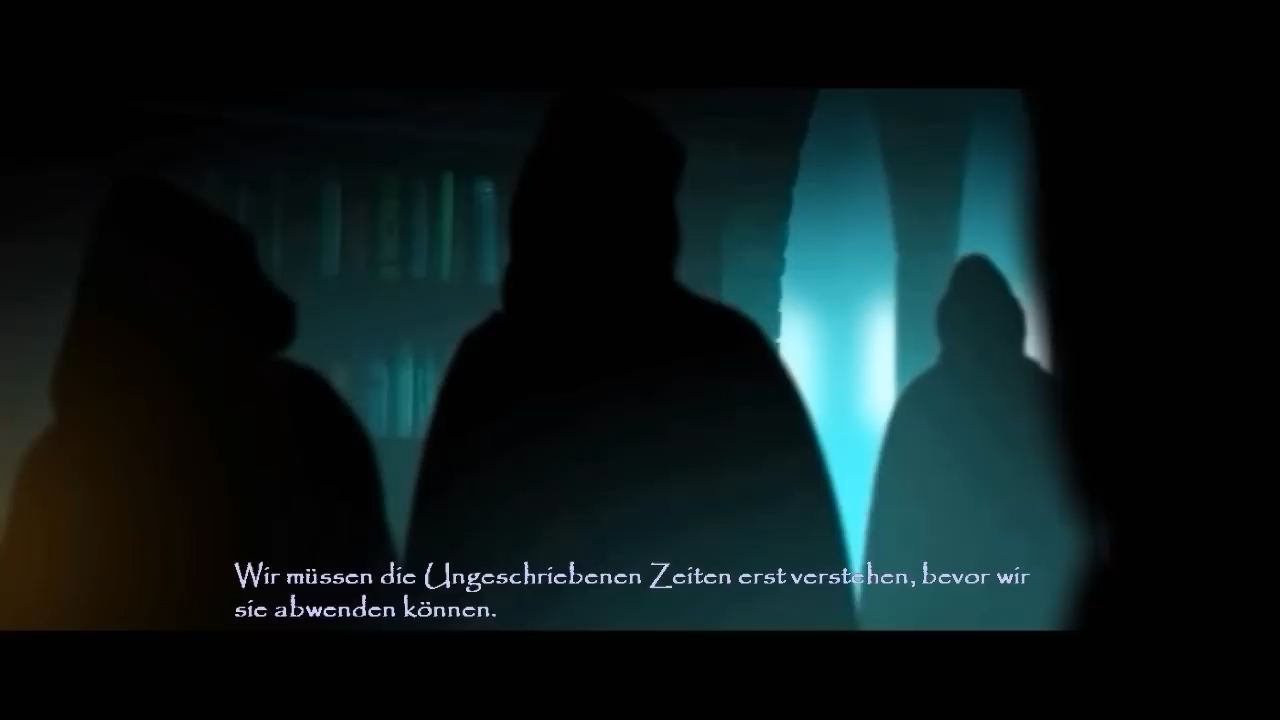 Wir müssen die Ungeschriebenen Zeiten erst verstehen, bevor wir
sie abwenden können.